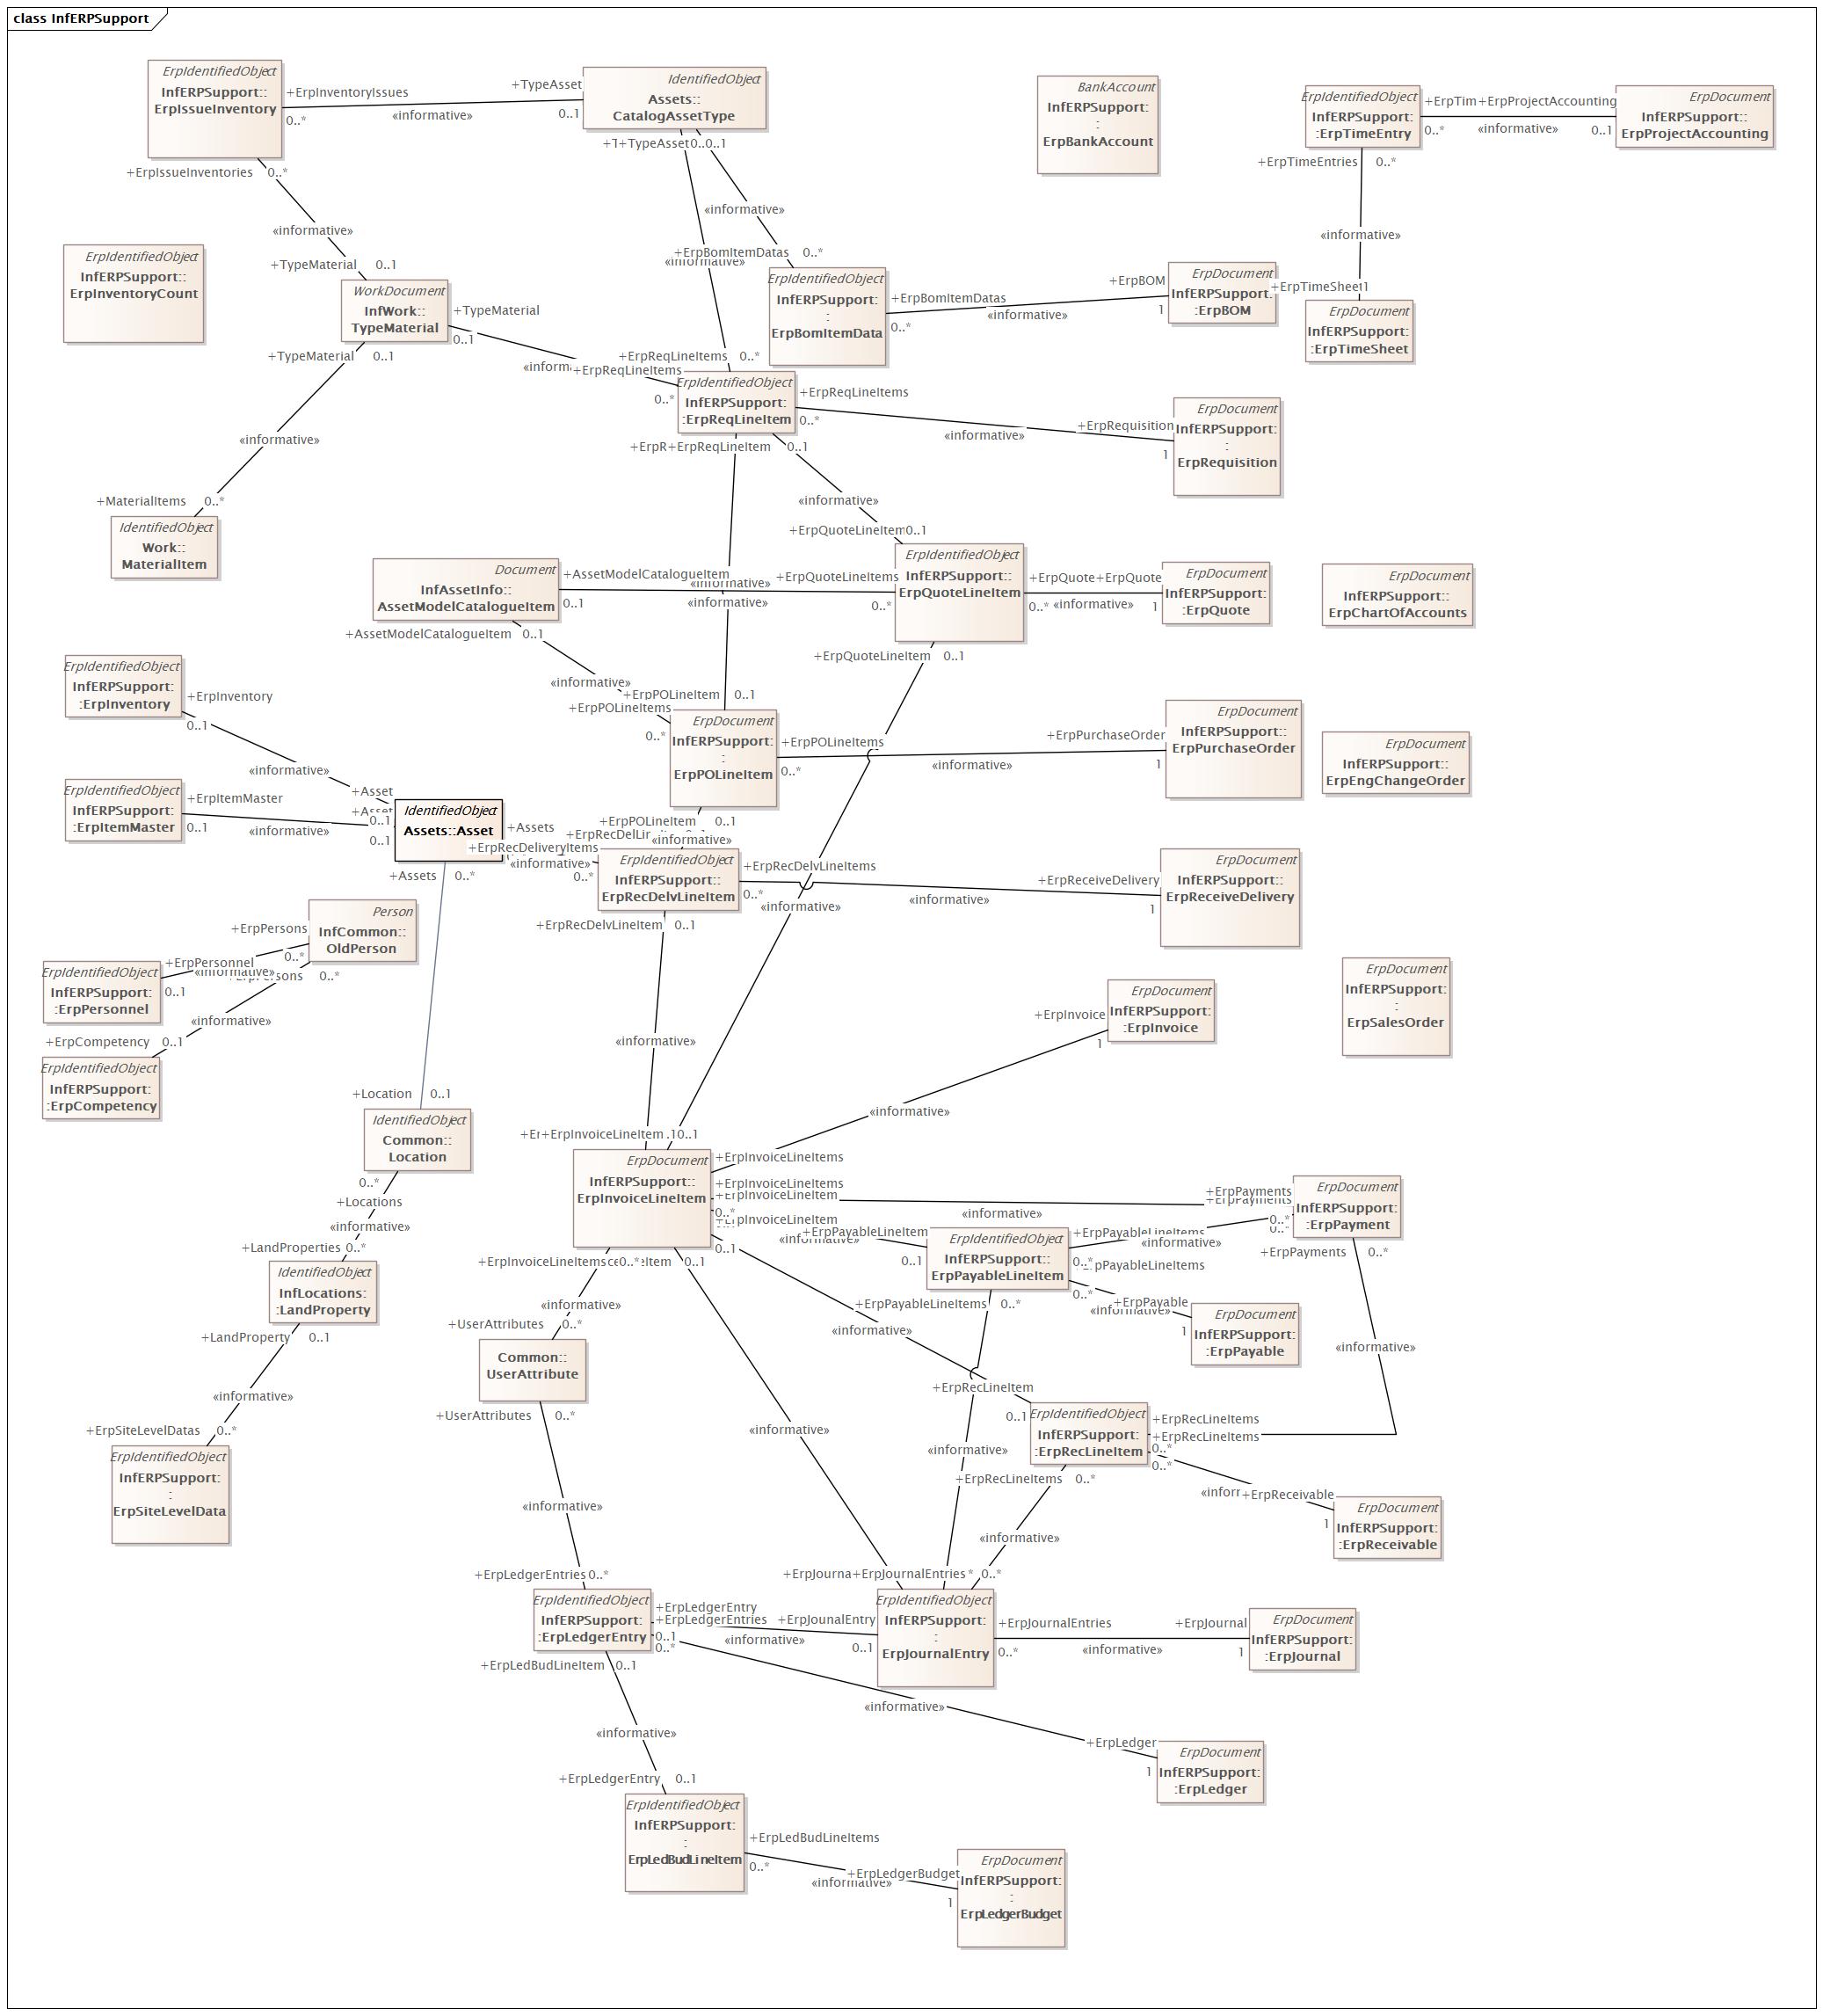 class InfERPSupport
ErpIdentifiedObject
InfERPSupport::
ErpIssueInventory
+ErpInventoryIssues
0..*
«informative»
+TypeAsset
0..1
IdentifiedObject
Assets::
CatalogAssetType
BankAccount
InfERPSupport:
:
ErpBankAccount
ErpIdentifiedObject
InfERPSupport:
:ErpTimeEntry
+ErpTim+ErpProjectAccounting
0..*
«informative»
0..1
ErpDocument
InfERPSupport::
ErpProjectAccounting
+ErpIssueInventories
0..*
+TypeAsset0..0..1
+ErpTimeEntries
0..*
«informative»
«informative»
«informative»
ErpIdentifiedObject
InfERPSupport::
ErpInventoryCount
+TypeMaterial
0..1
WorkDocument
InfWork::
TypeMaterial
+TypeMaterial
0..1
+ErpBomItemDatas
0..*
«informative»
ErpIdentifiedObject
InfERPSupport:
:
ErpBomItemData
+ErpBomItemDatas
0..*
«informative»
+ErpBOM
1
ErpDocument
InfERPSupport:
:ErpBOM
+ErpTimeSheet1
ErpDocument
InfERPSupport:
:ErpTimeSheet
+TypeMaterial
0..1
+ErpReqLineItems
0..*
+ErpReqLineItems
0..*
ErpIdentifiedObject
InfERPSupport:
:ErpReqLineItem
+ErpReqLineItems
0..*
«informative»
+ErpRequisition
1
ErpDocument
InfERPSupport:
:
ErpRequisition
«informative»
+ErpR+ErpReqLineItem
0..1
+MaterialItems
0..*
IdentifiedObject
Work::
MaterialItem
«informative»
+ErpQuoteLineItem0..1
Document
InfAssetInfo::
AssetModelCatalogueItem
+AssetModelCatalogueItem
0..1
«informative»
«informative»
+ErpQuoteLineItems
0..*
ErpIdentifiedObject
InfERPSupport::
ErpQuoteLineItem
+ErpQuote+ErpQuote
0..*
«informative»
1
ErpDocument
InfERPSupport:
:ErpQuote
ErpDocument
InfERPSupport::
ErpChartOfAccounts
+AssetModelCatalogueItem
0..1
+ErpQuoteLineItem
0..1
ErpIdentifiedObject
InfERPSupport:
:ErpInventory
+ErpInventory
0..1
«informative»
«informative»
+ErpPOLineItem
0..1
+ErpPOLineItems
0..*
ErpDocument
InfERPSupport:
:
ErpPOLineItem
+ErpPOLineItems
0..*
«informative»
+ErpPurchaseOrder
1
ErpDocument
InfERPSupport::
ErpPurchaseOrder
ErpDocument
InfERPSupport::
ErpEngChangeOrder
ErpIdentifiedObject
InfERPSupport:
:ErpItemMaster
+ErpItemMaster
0..1
«informative»
+Asset
+Asset
0..1
0..1
IdentifiedObject
Assets::Asset
+Assets
+ErpPOLineItem
0..1
«informative»
+ErpRecDeliveryItems
«informative»
0..*
ErpIdentifiedObject
InfERPSupport::
ErpRecDelvLineItem
+ErpRecDelvLineItems
0..*
«informative»
«informative»
+ErpReceiveDelivery
1
ErpDocument
InfERPSupport::
ErpReceiveDelivery
+Assets
0..*
Person
InfCommon::
OldPerson
+ErpPersons
0..*
+ErpPersonnel
«informative»
0..1
0..*
ErpIdentifiedObject
InfERPSupport:
:ErpPersonnel
+ErpRecDelvLineItem
0..1
ErpDocument
InfERPSupport:
:
ErpSalesOrder
«informative»
+ErpCompetency
0..1
ErpIdentifiedObject
InfERPSupport:
:ErpCompetency
«informative»
+ErpInvoice
1
ErpDocument
InfERPSupport:
:ErpInvoice
+Location
0..1
IdentifiedObject
Common::
Location
«informative»
+ErpInvoiceLineItem
0..1
ErpDocument
InfERPSupport::
ErpInvoiceLineItem
+ErpInvoiceLineItems
+ErpInvoiceLineItems
+ErpInvoiceLineItem
0..*
+ErpInvoiceLineItem
0..1
«informative»
+ErpPayments
+ErpPayments
0..*
0..*
ErpDocument
InfERPSupport:
:ErpPayment
+ErpPayments
0..*
0..*
+Locations
«informative»
+LandProperties
0..*
IdentifiedObject
InfLocations:
:LandProperty
+LandProperty
0..1
«informative»
+ErpPayableLineItem
«informative»
0..1
ErpIdentifiedObject
InfERPSupport::
ErpPayableLineItem
+ErpPayableLineItems
«informative»
0..*
+ErpPayableLineItems
0..*
+ErpPayable
«informative»
1
ErpDocument
InfERPSupport:
:ErpPayable
«informative»
+ErpInvoiceLineItems
0..*
0..1
«informative»
+UserAttributes
0..*
Common::
UserAttribute
+UserAttributes
0..*
+ErpPayableLineItems
0..*
«informative»
+ErpRecLineItem
0..1
ErpIdentifiedObject
InfERPSupport:
:ErpRecLineItem
+ErpRecLineItems
+ErpRecLineItems
0..*
0..*
+ErpReceivable
1
ErpDocument
InfERPSupport:
:ErpReceivable
+ErpSiteLevelDatas
0..*
ErpIdentifiedObject
InfERPSupport:
:
ErpSiteLevelData
«informative»
«informative»
+ErpRecLineItems
0..*
«informative»
«informative»
+ErpLedgerEntries
0..*
ErpIdentifiedObject
InfERPSupport:
:ErpLedgerEntry
+ErpLedgerEntry
+ErpLedgerEntries
0..1
0..*
«informative»
+ErpJounalEntry
0..1
+ErpJourna+ErpJournalEntries
0..*
ErpIdentifiedObject
InfERPSupport:
:
ErpJournalEntry
+ErpJournalEntries
0..*
«informative»
+ErpJournal
1
ErpDocument
InfERPSupport:
:ErpJournal
+ErpLedBudLineItem
0..1
«informative»
«informative»
+ErpLedger
1
ErpDocument
InfERPSupport:
:ErpLedger
+ErpLedgerEntry
0..1
ErpIdentifiedObject
InfERPSupport:
:
ErpLedBudLineItem
+ErpLedBudLineItems
0..*
+ErpLedgerBudget
«informative»
1
ErpDocument
InfERPSupport:
:
ErpLedgerBudget